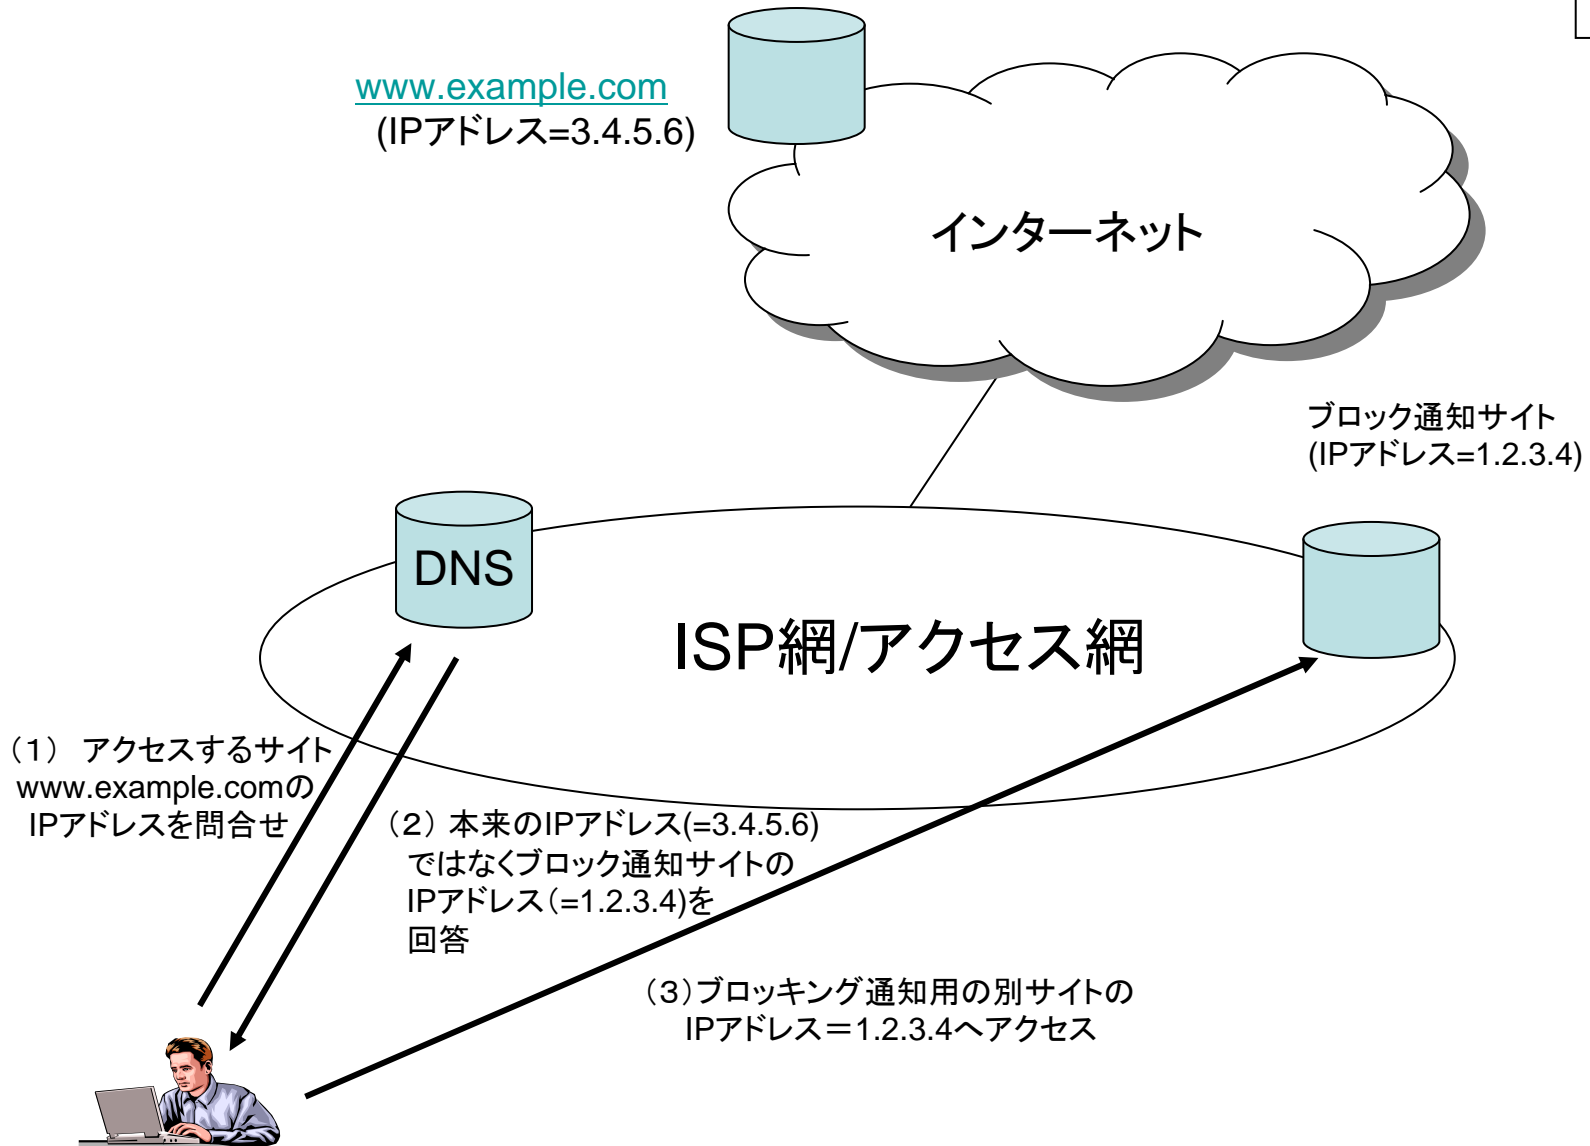 www.example.com
(IPアドレス=3.4.5.6)
インターネット
ブロック通知サイト
(IPアドレス=1.2.3.4)
DNS
ISP網/アクセス網
(1) アクセスするサイト
www.example.comの
IPアドレスを問合せ
(2) 本来のIPアドレス(=3.4.5.6)
ではなくブロック通知サイトの
IPアドレス(=1.2.3.4)を
回答
(3)ブロッキング通知用の別サイトの
IPアドレス=1.2.3.4へアクセス